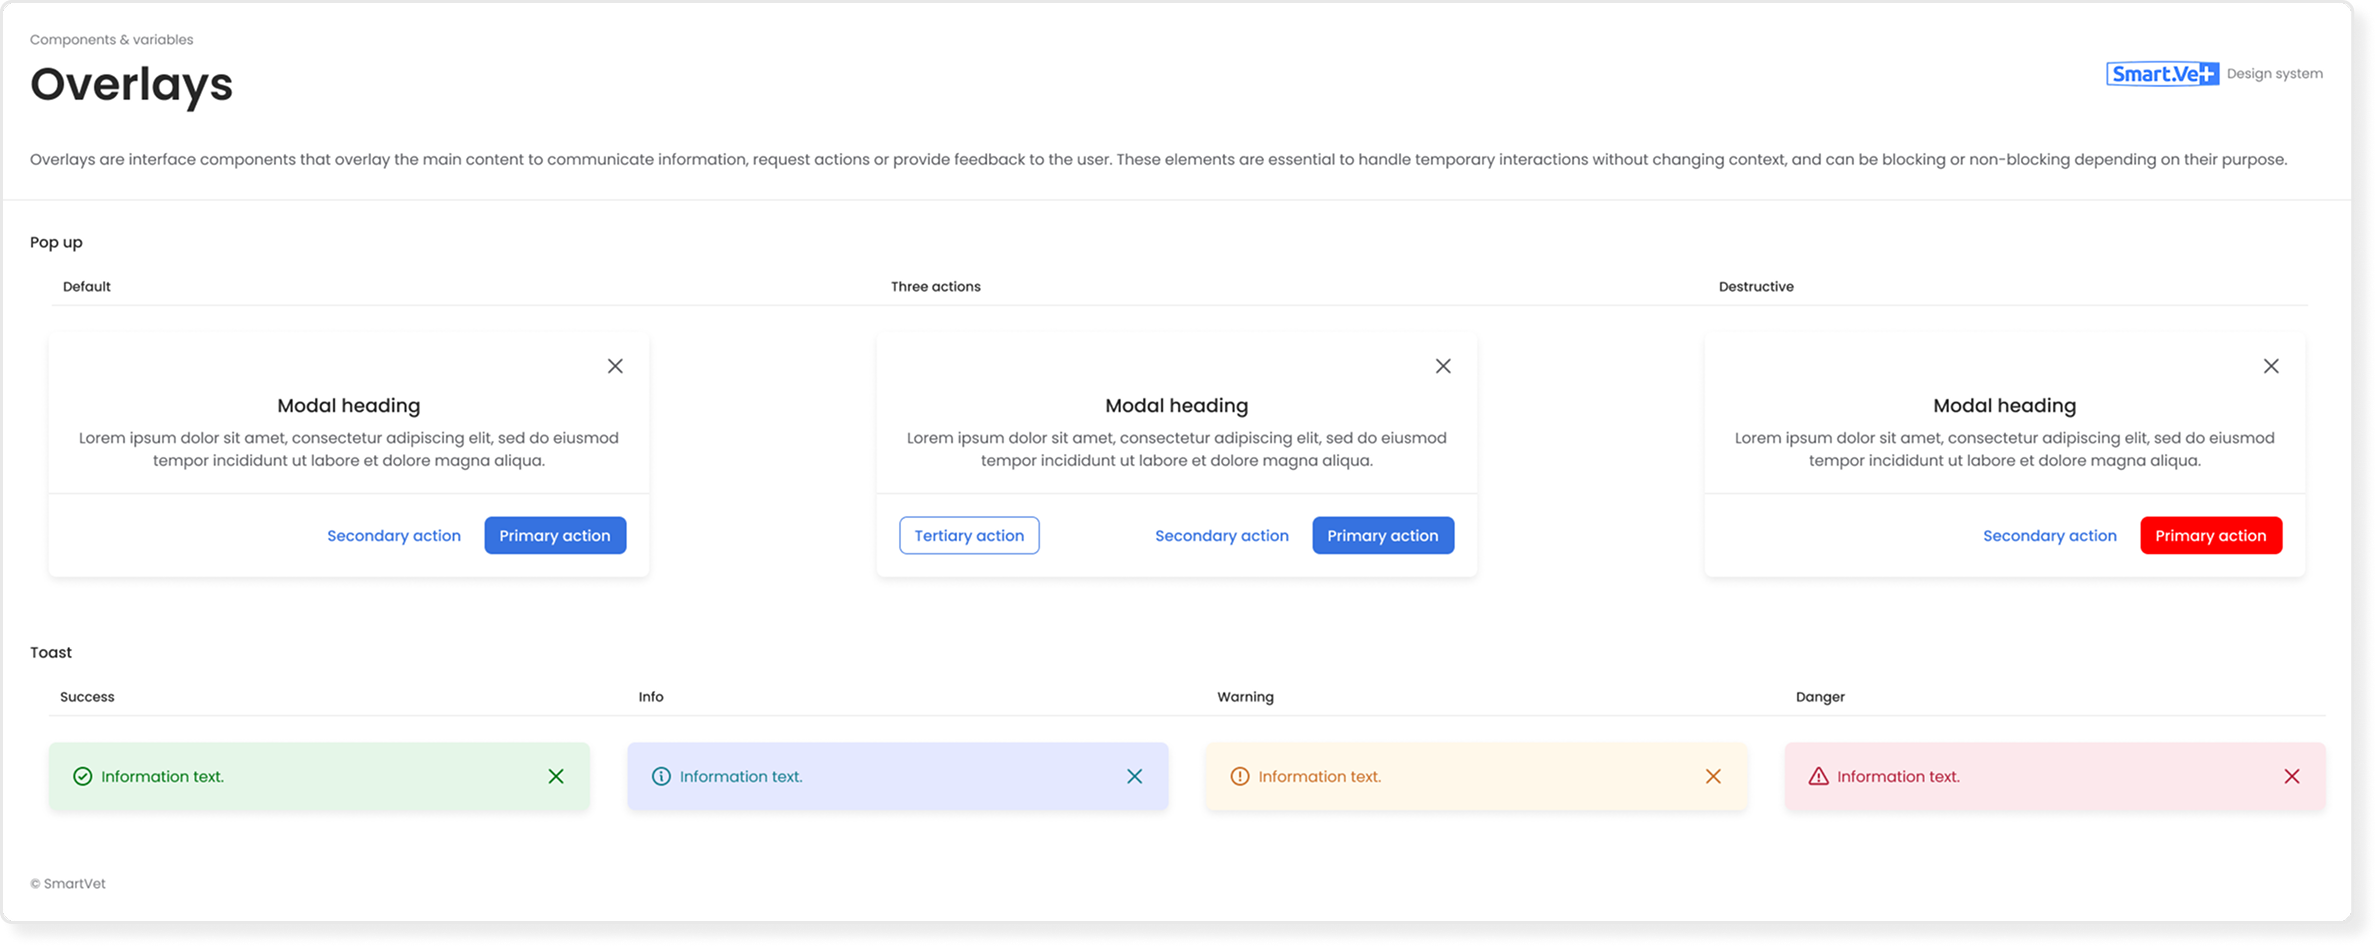 Components & variables
Overlays
Smart.Vet Design system
Overlays are interface components that overlay the main content to communicate information, request actions or provide feedback to the user. These elements are essential to handle temporary interactions without changing context, and can be blocking or non-blocking depending on their purpose.
Pop up
Default
Three actions
Destructive
Modal heading
Lorem ipsum dolor sit amet, consectetur adipiscing elit, sed do eiusmod
tempor incididunt ut labore et dolore magna aliqua.
Secondary action
Primary action
Modal heading
Lorem ipsum dolor sit amet, consectetur adipiscing elit, sed do eiusmod
tempor incididunt ut labore et dolore magna aliqua.
Tertiary action
Secondary action
Primary action
Modal heading
Lorem ipsum dolor sit amet, consectetur adipiscing elit, sed do eiusmod
tempor incididunt ut labore et dolore magna aliqua.
Secondary action
Primary action
Toast
Success
Info
Warning
Danger
Information text.
Information text.
Information text.
Information text.
© SmartVet